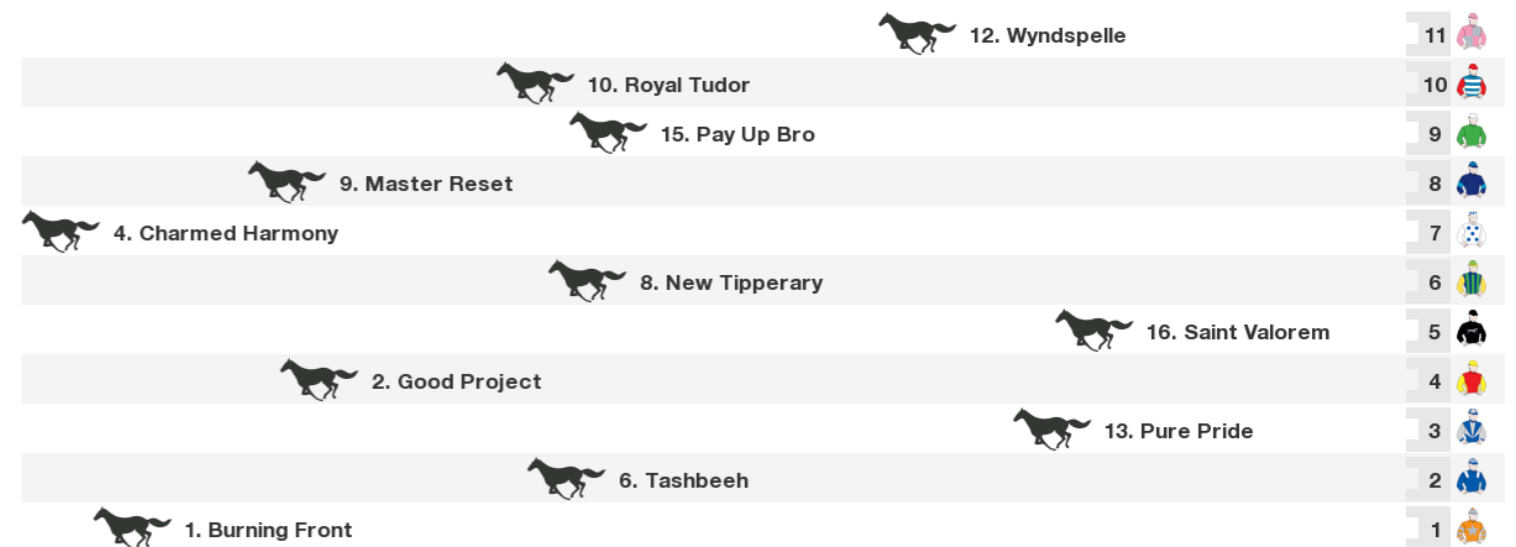 12. Wyndspelle 11
10. Royal Tudor 10
15. Pay Up Bro 9
9. Master Reset 8
4. Charmed Harmony 7
8. New Tipperary 6
16. Saint Valorem 5
2. Good Project 4
13. Pure Pride 3
6. Tashbeeh 2
1. Burning Front 1